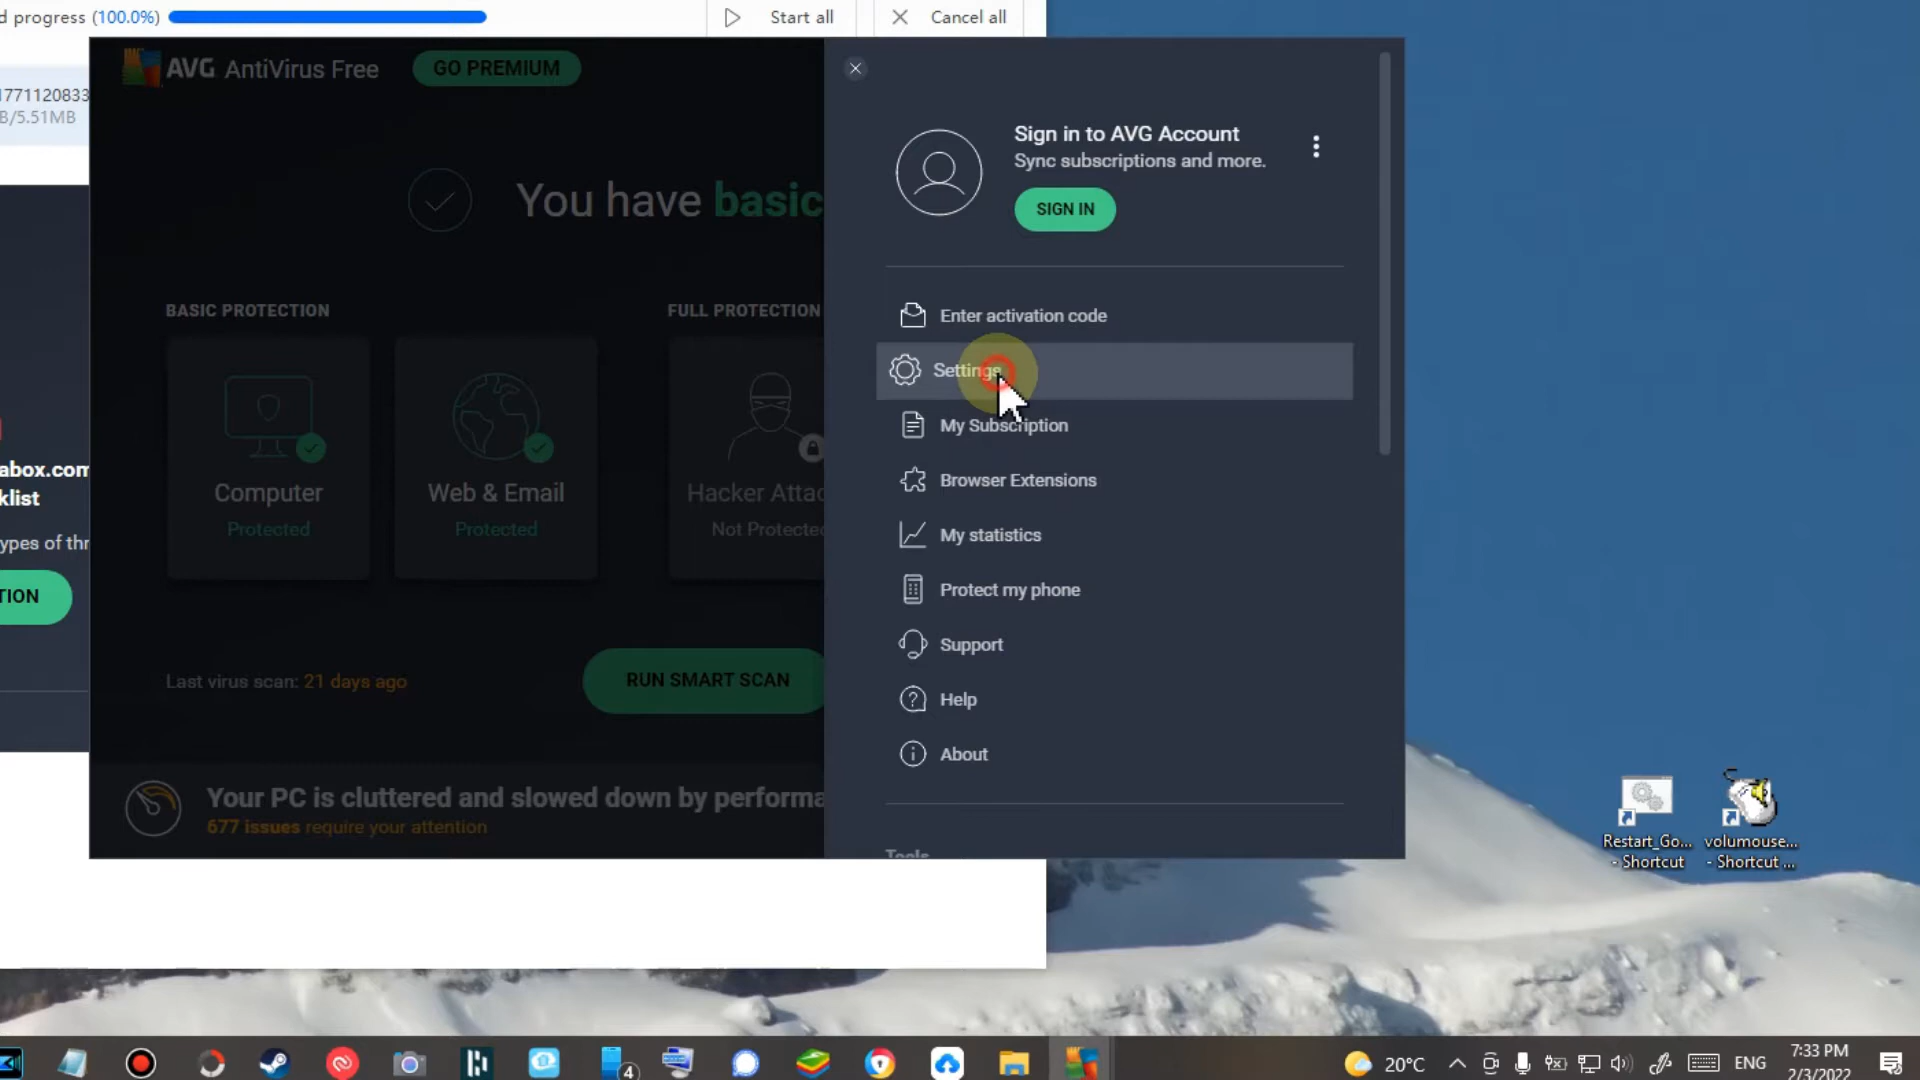 d progress (100.0%)
Start all
Cancel all
1771120833
B/5.51MB
AVG AntiVirus Free
GO PREMIUM
Sign in to AVG Account
Sync subscriptions and more.
SIGN IN
You have basic
BASIC PROTECTION
FULL PROTECTION
Enter activation code
Settings
My Subscription
Browser Extensions
My statistics
Protect my phone
Support
Help
About
Tools
abox.com
klist
ypes of thr
TION
Computer
Protected
Web & Email
Protected
Hacker Attac
Not Protected
Last virus scan: 21 days ago
RUN SMART SCAN
Your PC is cluttered and slowed down by performa
677 issues require your attention
Restart_Go...
- Shortcut
volumouse...
- Shortcut ...
4
20°C
ENG
7:33 PM
2/3/2022